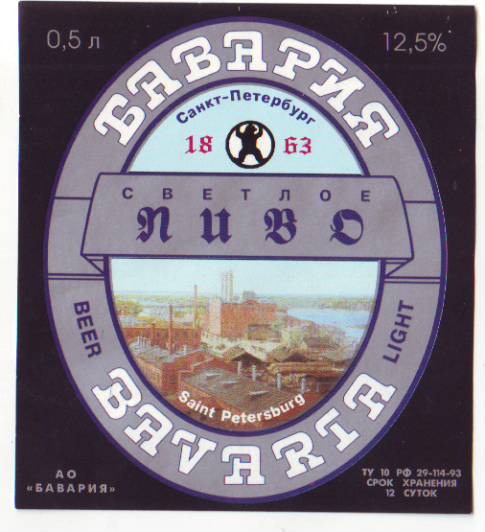 0,5 л
12,5%
БАВАРИЯ
Санкт-Петербург
18 63
СВЕТЛОЕ
ПИВО
BEER
LIGHT
Saint Petersburg
BAVARIA
АО
«БАВАРИЯ»
ТУ 10 РФ 29-114-93
СРОК ХРАНЕНИЯ
12 СУТОК